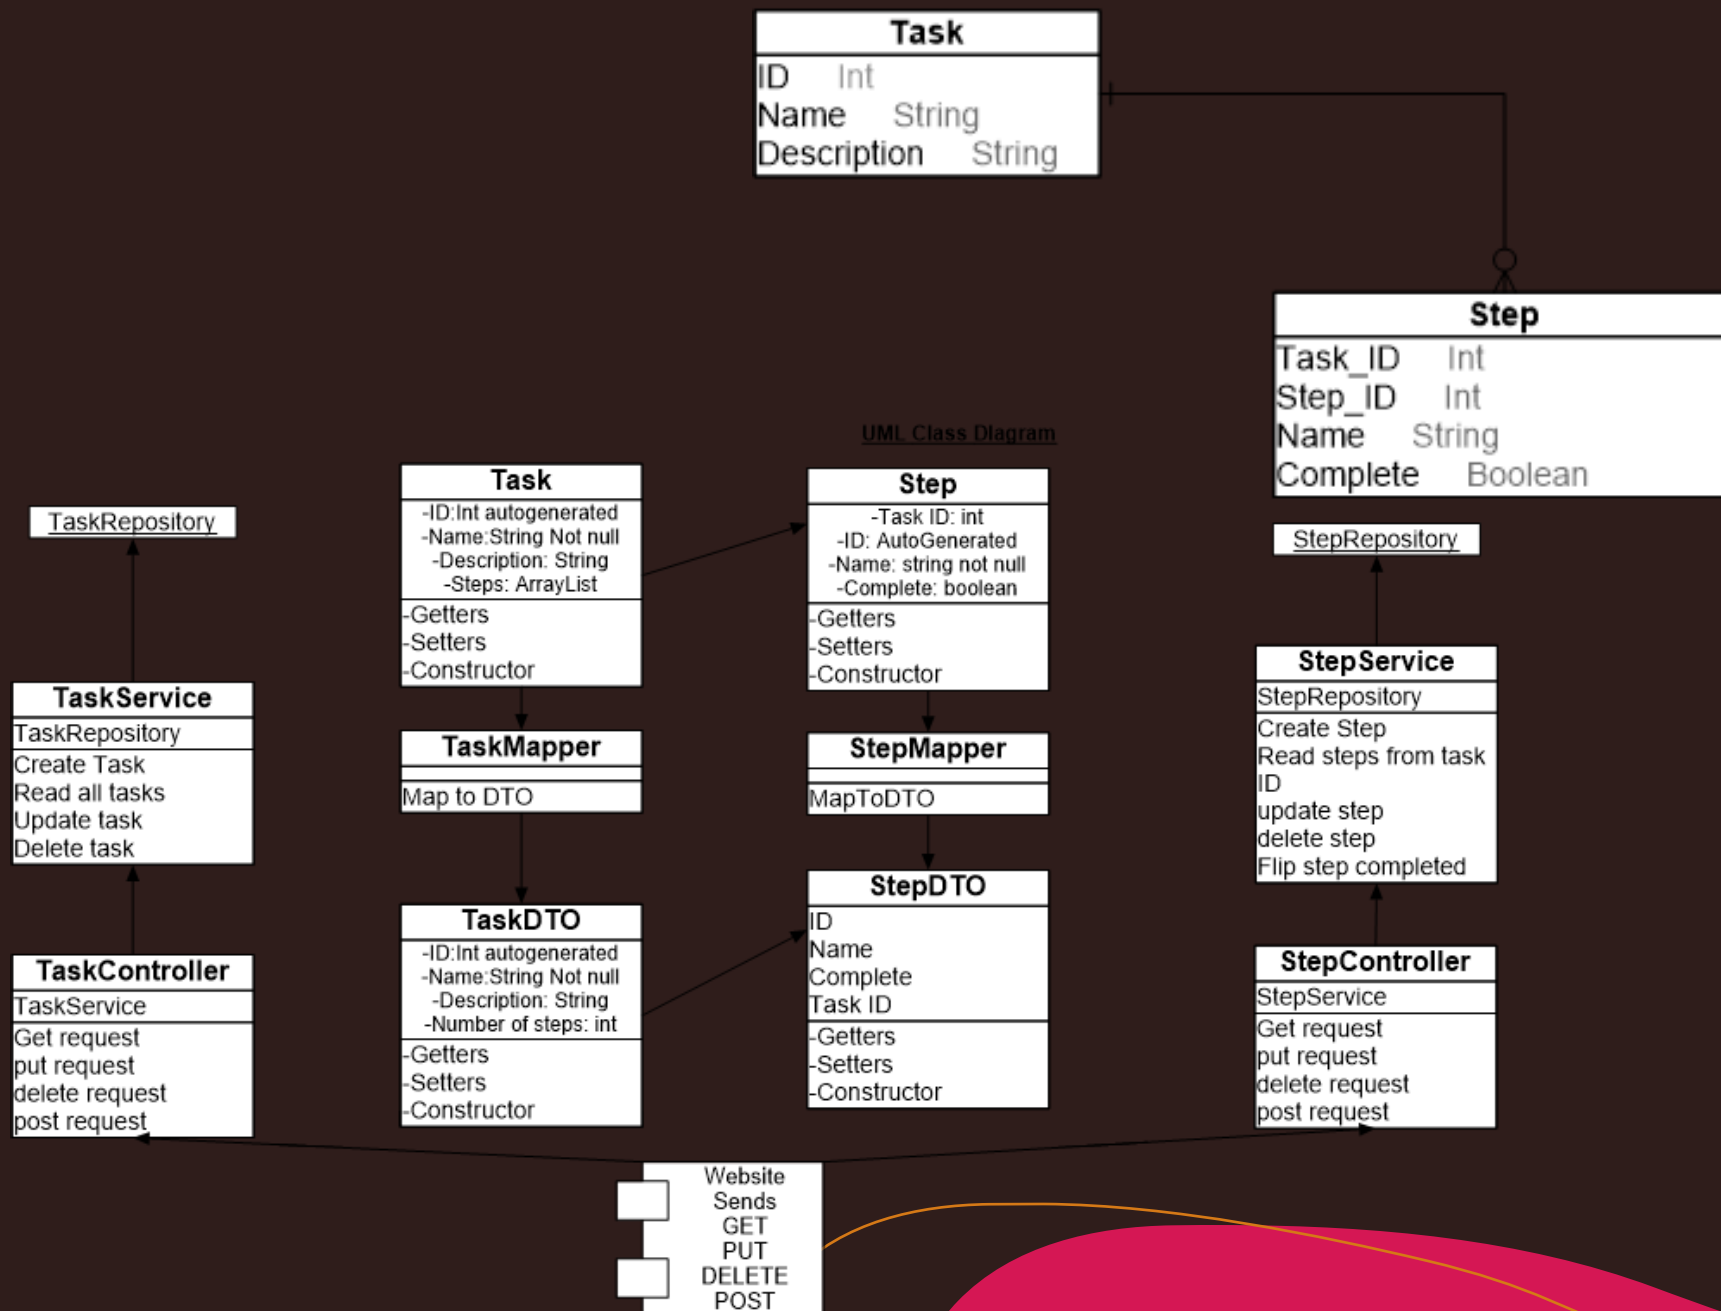 Task
ID Int
Name String
Description String
Step
Task_ID Int
Step_ID Int
Name String
Complete Boolean
UML Class DIagram
TaskRepository
TaskService
TaskRepository
Create Task
Read all tasks
Update task
Delete task
TaskController
TaskService
Get request
put request
delete request
post request
Task
-ID:Int autogenerated
-Name:String Not null
-Description: String
-Steps: ArrayList
-Getters
-Setters
-Constructor
TaskMapper
Map to DTO
TaskDTO
-ID:Int autogenerated
-Name:String Not null
-Description: String
-Number of steps: int
-Getters
-Setters
-Constructor
Step
-Task ID: int
-ID: AutoGenerated
-Name: string not null
-Complete: boolean
-Getters
-Setters
-Constructor
StepMapper
MapToDTO
StepDTO
ID
Name
Complete
Task ID
-Getters
-Setters
-Constructor
StepRepository
StepService
StepRepository
Create Step
Read steps from task
ID
update step
delete step
Flip step completed
StepController
StepService
Get request
put request
delete request
post request
Website
Sends
GET
PUT
DELETE
POST